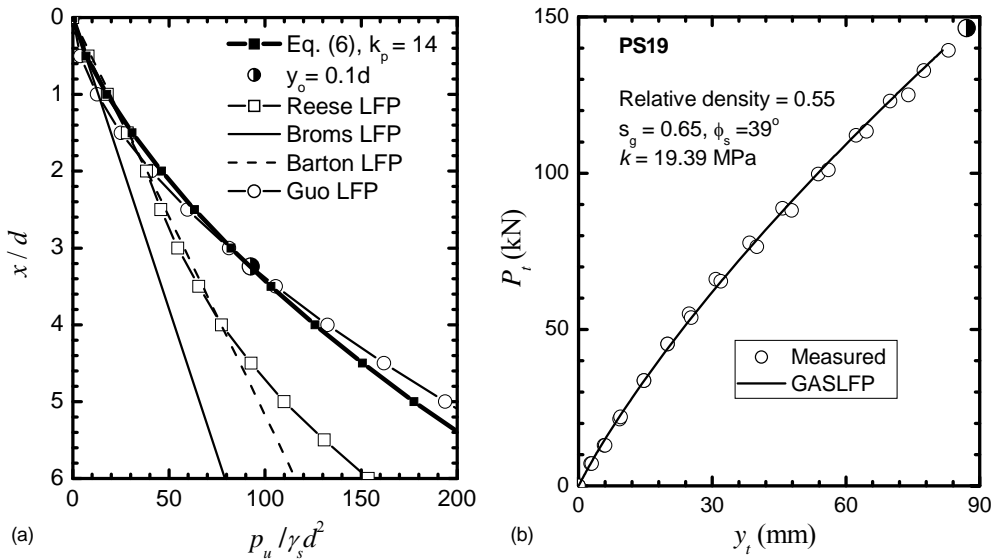 0
1
2
3
4
5
6
x / d
0 50 100 150 200
p_u /γ_s d^2
Eq. (6), k_p = 14
y_o = 0.1d
Reese LFP
Broms LFP
Barton LFP
Guo LFP
(a)
150
100
50
0
P_t (kN)
0 30 60 90
y_t (mm)
PS19
Relative density = 0.55
s_g = 0.65, ϕ_s =39°
k = 19.39 MPa
Measured
GASLFP
(b)